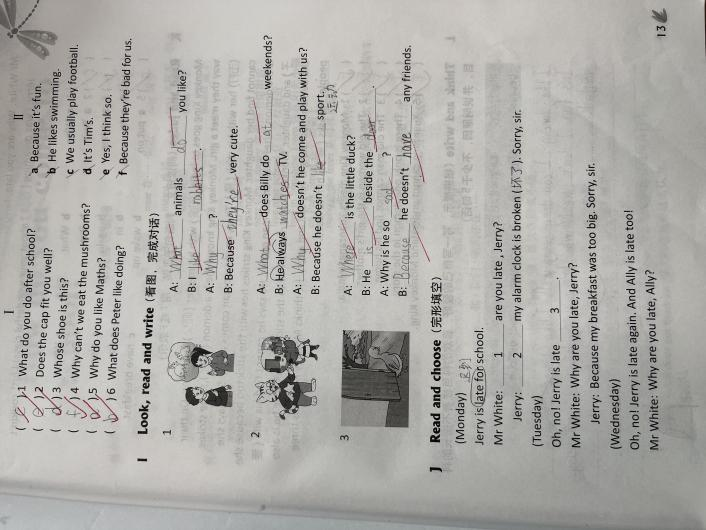 I II
( c ) 1 What do you do after school? a Because it's fun.
( e ) 2 Does the cap fit you well? b He likes swimming.
( d ) 3 Whose shoe is this? c We usually play football.
( f ) 4 Why can't we eat the mushrooms? d It's Tim's.
( a ) 5 Why do you like Maths? e Yes, I think so.
( b ) 6 What does Peter like doing? f Because they're bad for us.
I Look, read and write (看图，完成对话)
1 A: What animals do you like?
B: I like rabbits.
A: Why ?
B: Because they're very cute.
2 A: What does Billy do at weekends?
B: He always watches TV.
A: Why doesn't he come and play with us?
B: Because he doesn't like sport.
运动
3 A: Where is the little duck?
B: He is beside the door.
A: Why is he so sad ?
B: Because he doesn't have any friends.
J Read and choose (完形填空)
(Monday)
Jerry is late for school.
Mr White: 1 are you late , Jerry?
Jerry: 2 my alarm clock is broken (坏了). Sorry, sir.
(Tuesday)
Oh, no! Jerry is late 3 .
Mr White: Why are you late, Jerry?
Jerry: Because my breakfast was too big. Sorry, sir.
(Wednesday)
Oh, no! Jerry is late again. And Ally is late too!
Mr White: Why are you late, Ally?
13